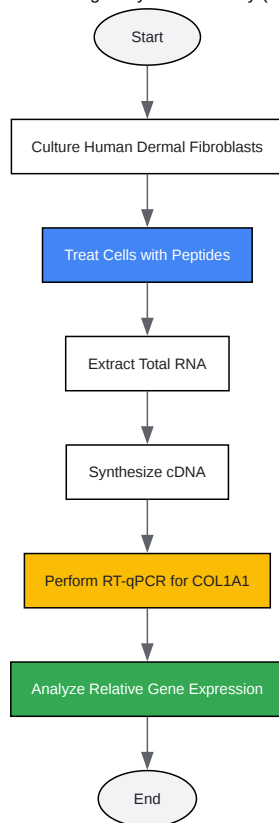 Start
Culture Human Dermal Fibroblasts
Treat Cells with Peptides
Extract Total RNA
Synthesize cDNA
Perform RT-qPCR for COL1A1
Analyze Relative Gene Expression
End